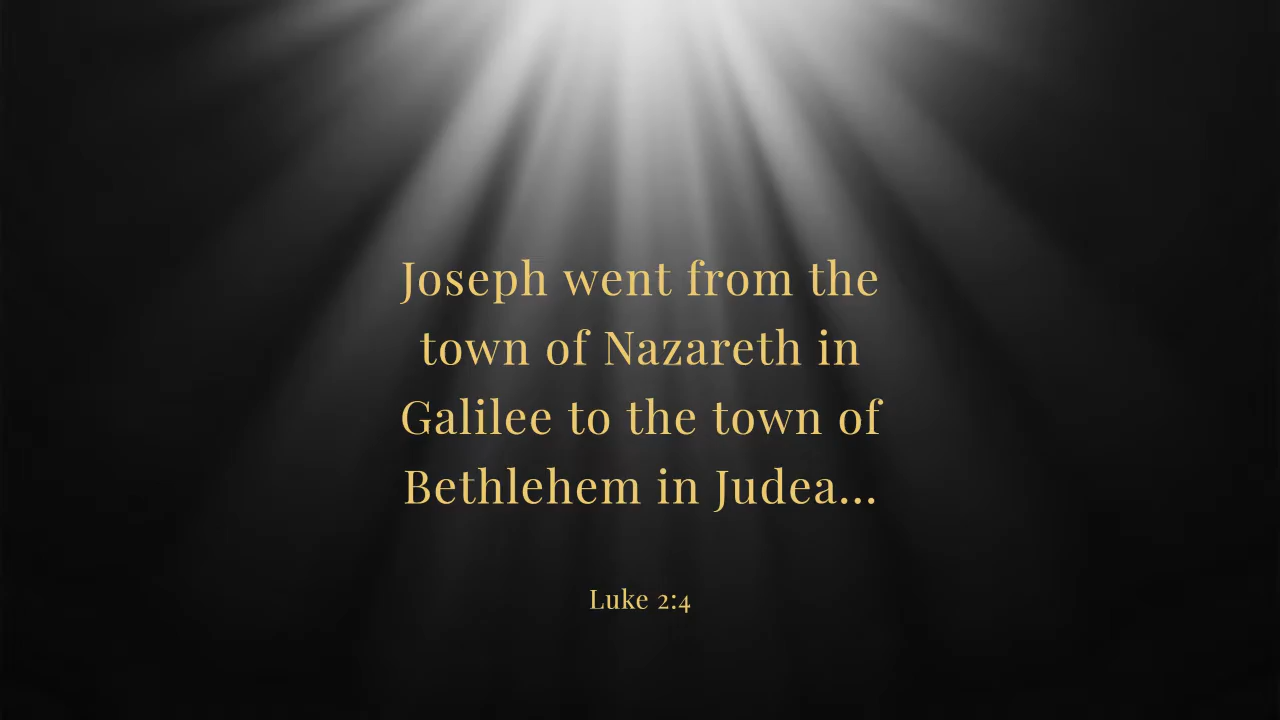 Joseph went from the
town of Nazareth in
Galilee to the town of
Bethlehem in Judea...
Luke 2:4